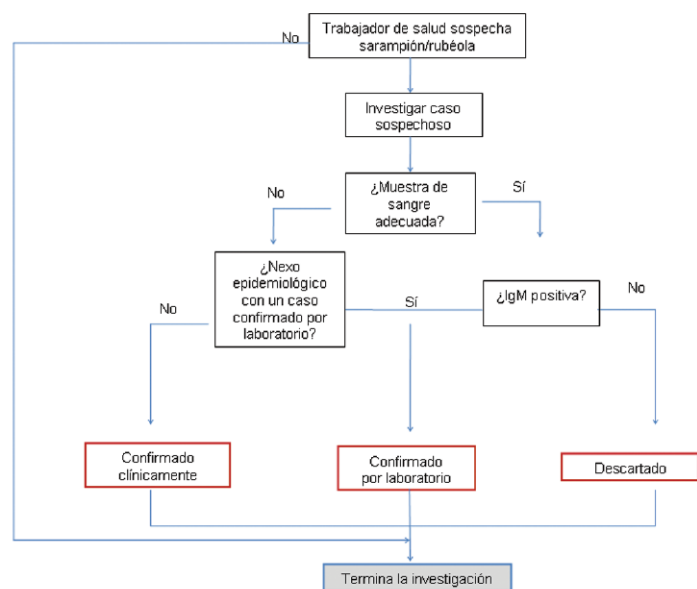 Trabajador de salud sospecha
sarampión/rubéola
No
Investigar caso
sospechoso
¿Muestra de
sangre
adecuada?
No
Sí
¿Nexo
epidemiológico
con un caso
confirmado por
laboratorio?
Sí
¿IgM positiva?
No
No
Confirmado
clínicamente
Confirmado
por laboratorio
Descartado
Termina la investigación